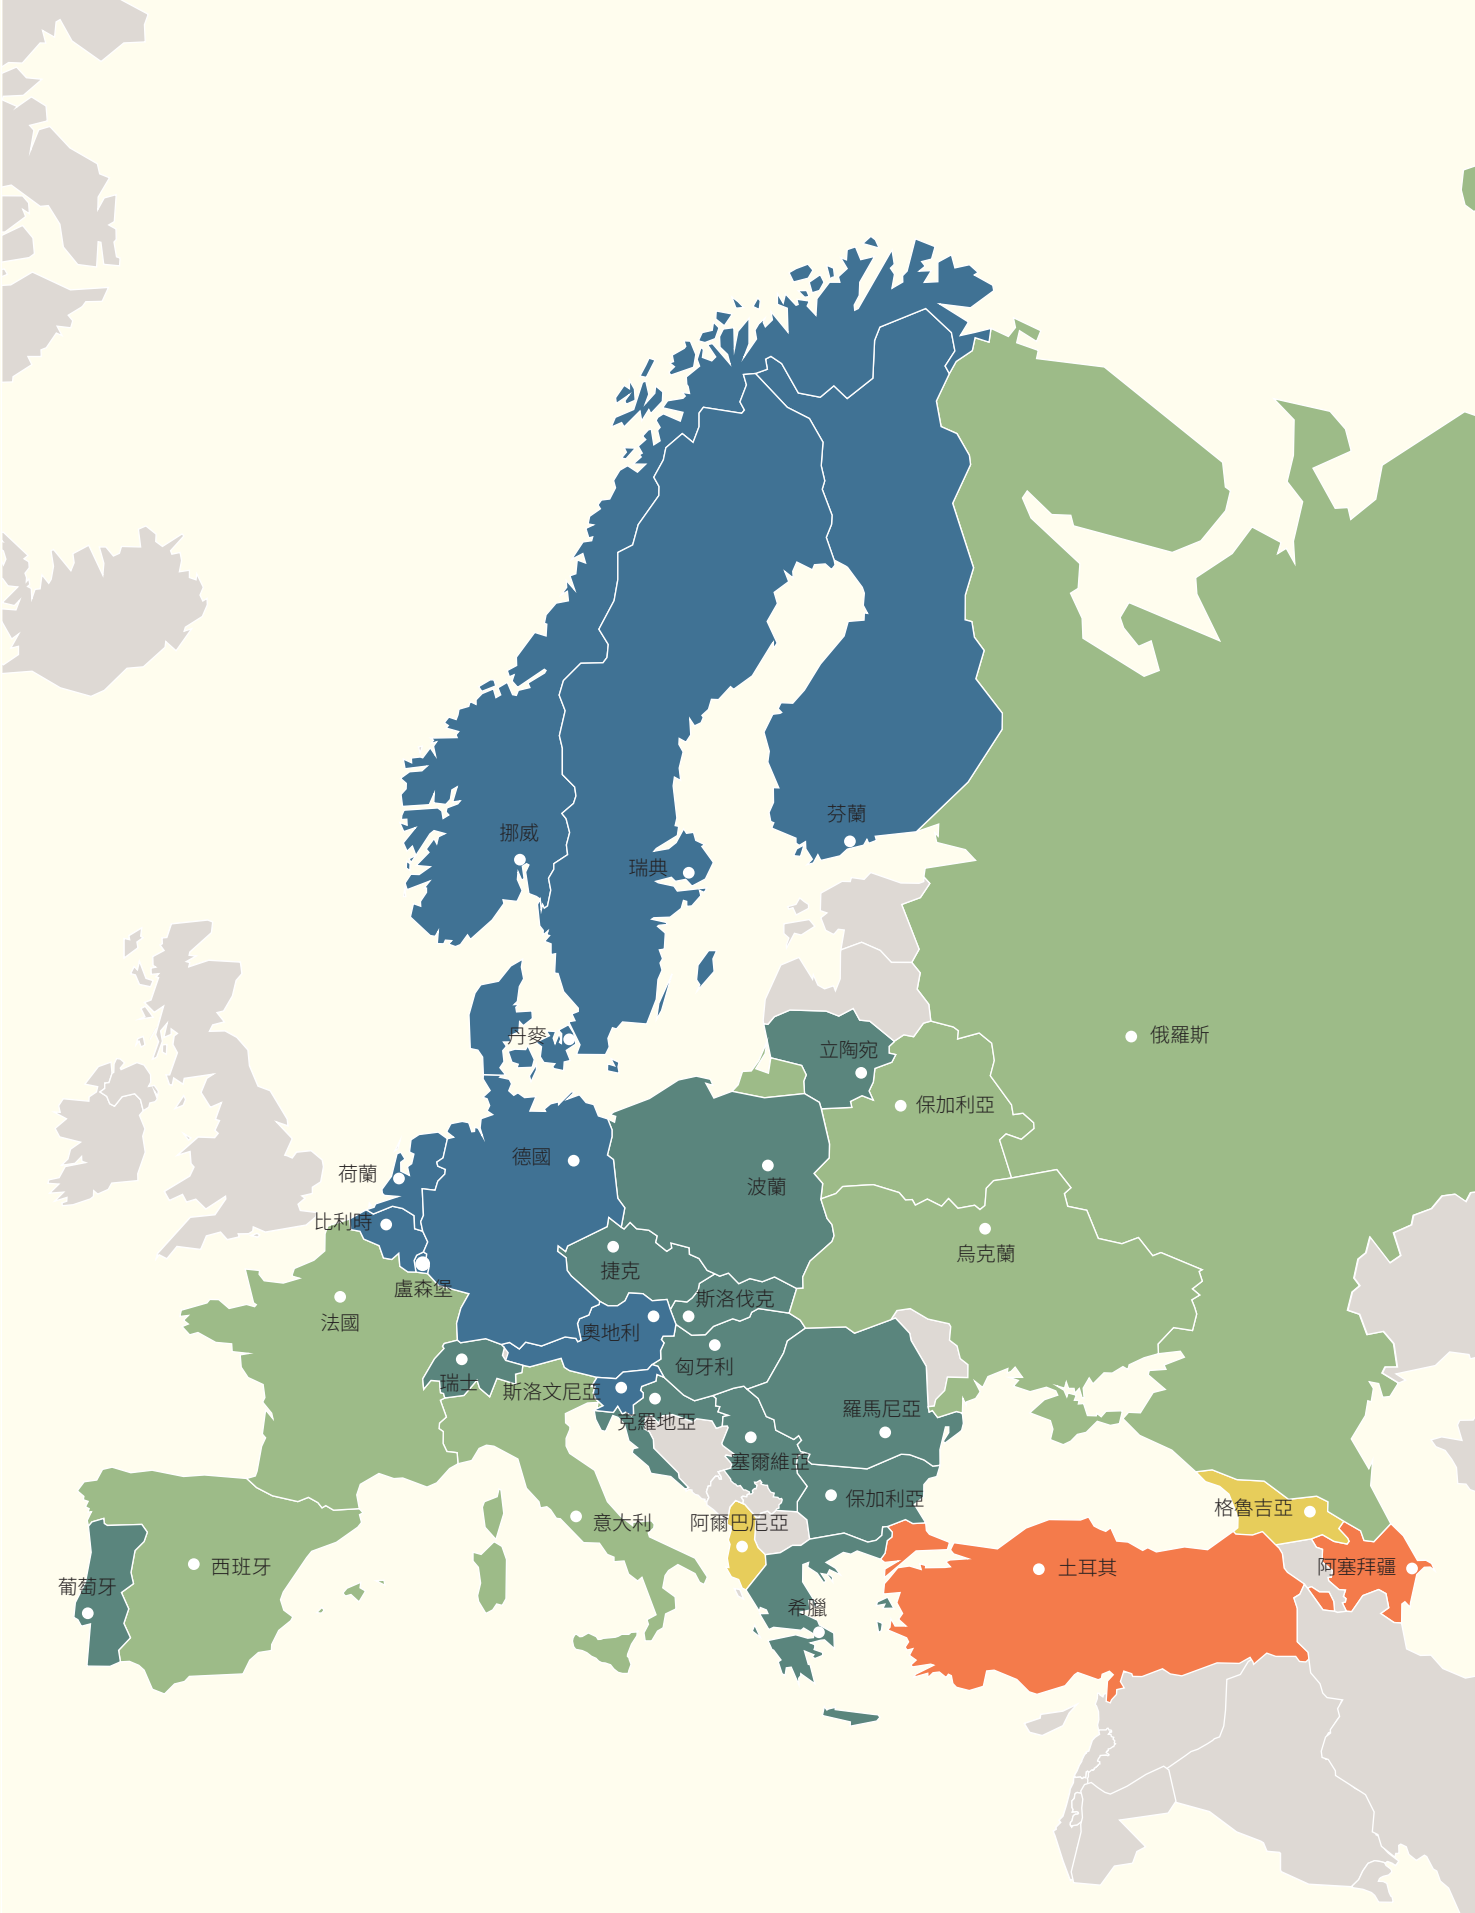 芬蘭
挪威
瑞典
丹麥
俄羅斯
立陶宛
保加利亞
德國
荷蘭
波蘭
比利時
烏克蘭
捷克
盧森堡
斯洛伐克
法國
奧地利
匈牙利
瑞士
斯洛文尼亞
羅馬尼亞
克羅地亞
塞爾維亞
保加利亞
格魯吉亞
阿爾巴尼亞
意大利
西班牙
土耳其
阿塞拜疆
葡萄牙
希臘